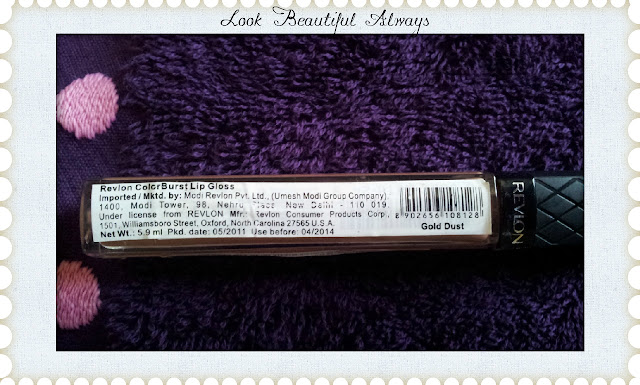 Look Beautiful Always
Revlon ColorBurst Lip Gloss
Imported / Mktd. by: Modi Revlon Pvt. Ltd., (Umesh Modi Group Company)
1400, Modi Tower, 98, Nehru Place New Delhi - 110 019.
Under license from REVLON Mfr.: Revlon Consumer Products Corp.,
1501, Williamsboro Street, Oxford, North Carolina 27565 U.S.A.
Net Wt.: 5.9 ml Pkd. date: 05/2011 Use before: 04/2014
8 902656 108128
Gold Dust
REVLON